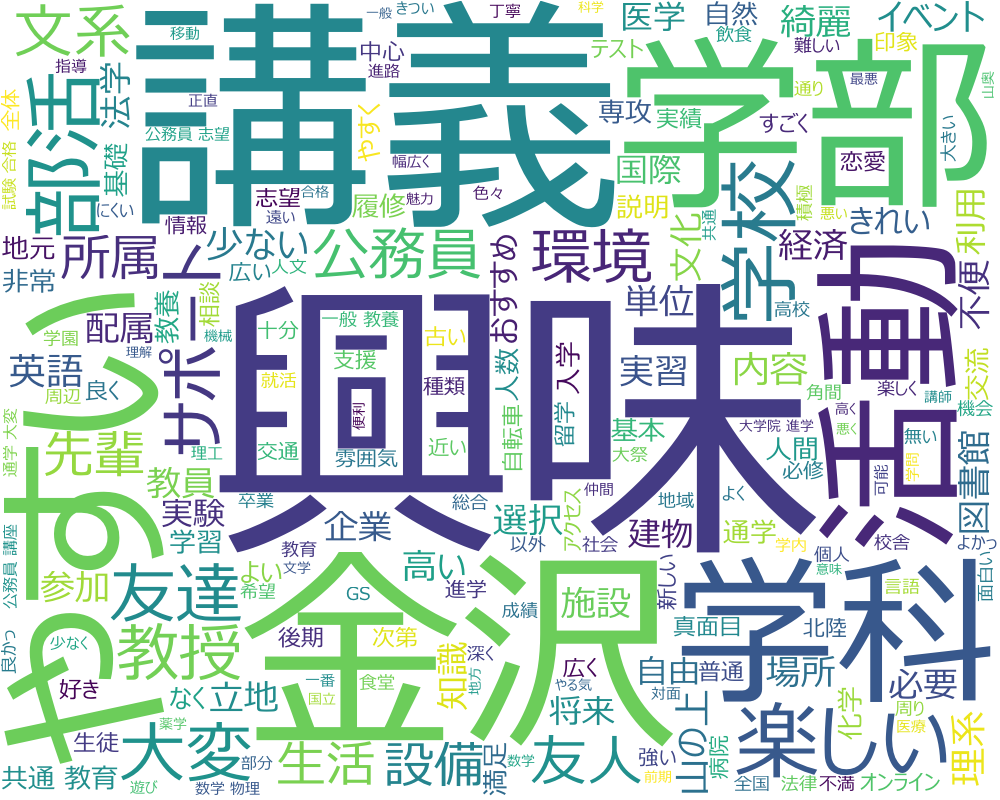 文系
移動
一般
きつい
丁寧
科学
医学
自然
綺麗
イベント
指導
法学
部活
正直
中心
進路
テスト
飲食
印象
難しい
通り
最悪
山奥
全体
講義
学部
公務員 志望
やすく
専攻
実績
すごく
大きい
試験 合格
基礎
にくい
幅広く
国際
恋愛
志望
合格
魅力
色々
履修
説明
学校
積極
悪い
情報
遠い
文化
共通
きれい
利用
地元
所属
サポート
少ない
広い
人文
公務員
おすすめ
環境
経済
活動
不便
非常
配属
教養
相談
機械
十分
一般 教養
古い
単位
高校
学園
理解
支援
種類
人数
入学
実習
内容
角間
楽しく
交流
英語
良く
周辺
就活
便利
留学
講師
機会
やすい
興味
通学 大変
先輩
理工
交通
雰囲気
近い
自転車
基本
大祭
大学院 進学
高く
悪く
人間
必修
無い
図書館
教員
卒業
総合
仲間
地域
よく
可能
学問
実験
企業
選択
アクセス
建物
通学
公務員 講座
学習
教育
以外
社会
学内
個人
校舎
よかっ
参加
友達
よい
希望
文学
金沢
高い
進学
GS
成績
施設
新しい
学科
意味
言語
面白い
良かっ
少なく
教授
後期
次第
真面目
北陸
好き
なく
立地
一番
国立
食堂
知識
深く
地方
広く
やる気
自由
普通
対面
場所
化学
必要
周り
医療
生徒
薬学
大変
部分
将来
山の上
強い
前期
病院
楽しい
理系
共通 教育
遊び
数学 物理
生活
設備
満足
数学
友人
全国
法律
不満
オンライン